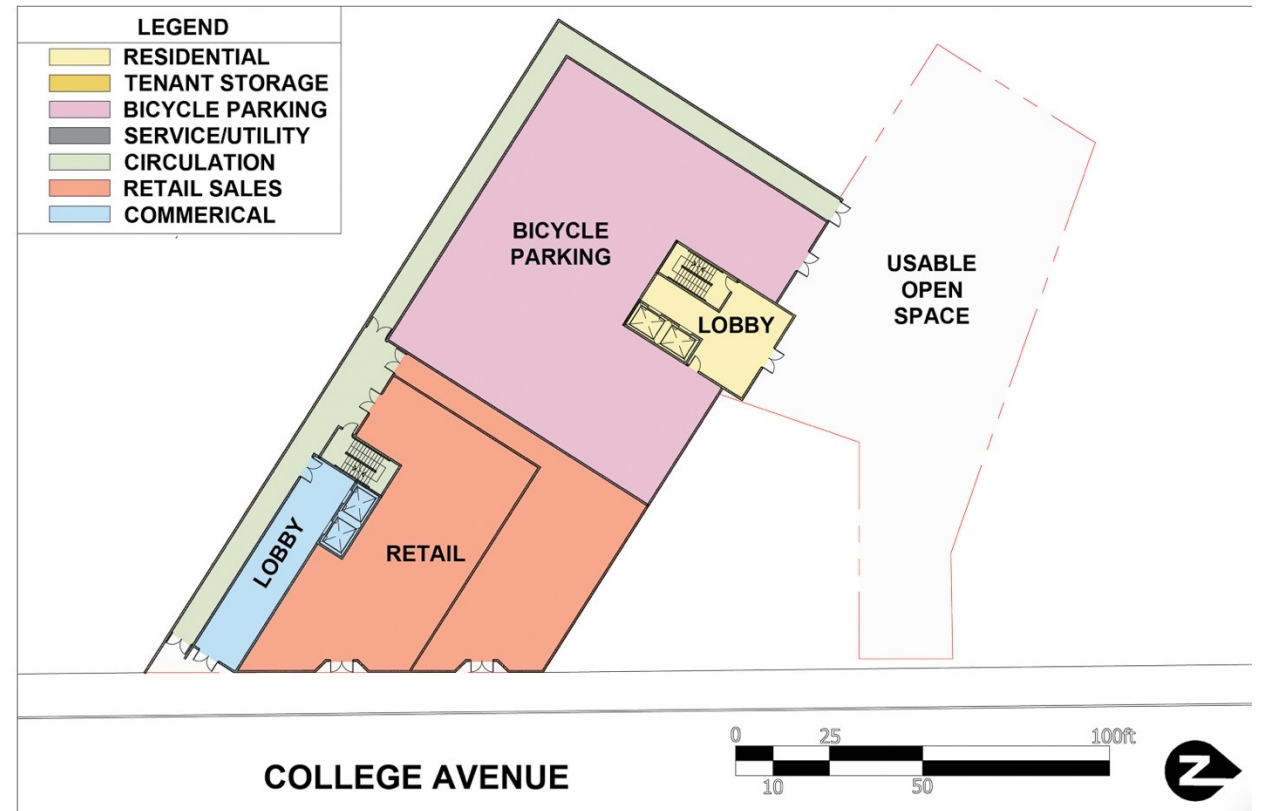 LEGEND
RESIDENTIAL
TENANT STORAGE
BICYCLE PARKING
SERVICE/UTILITY
CIRCULATION
RETAIL SALES
COMMERICAL
BICYCLE
PARKING
LOBBY
USABLE
OPEN
SPACE
LOBBY
RETAIL
COLLEGE AVENUE
0 25 100ft
10 50
Z